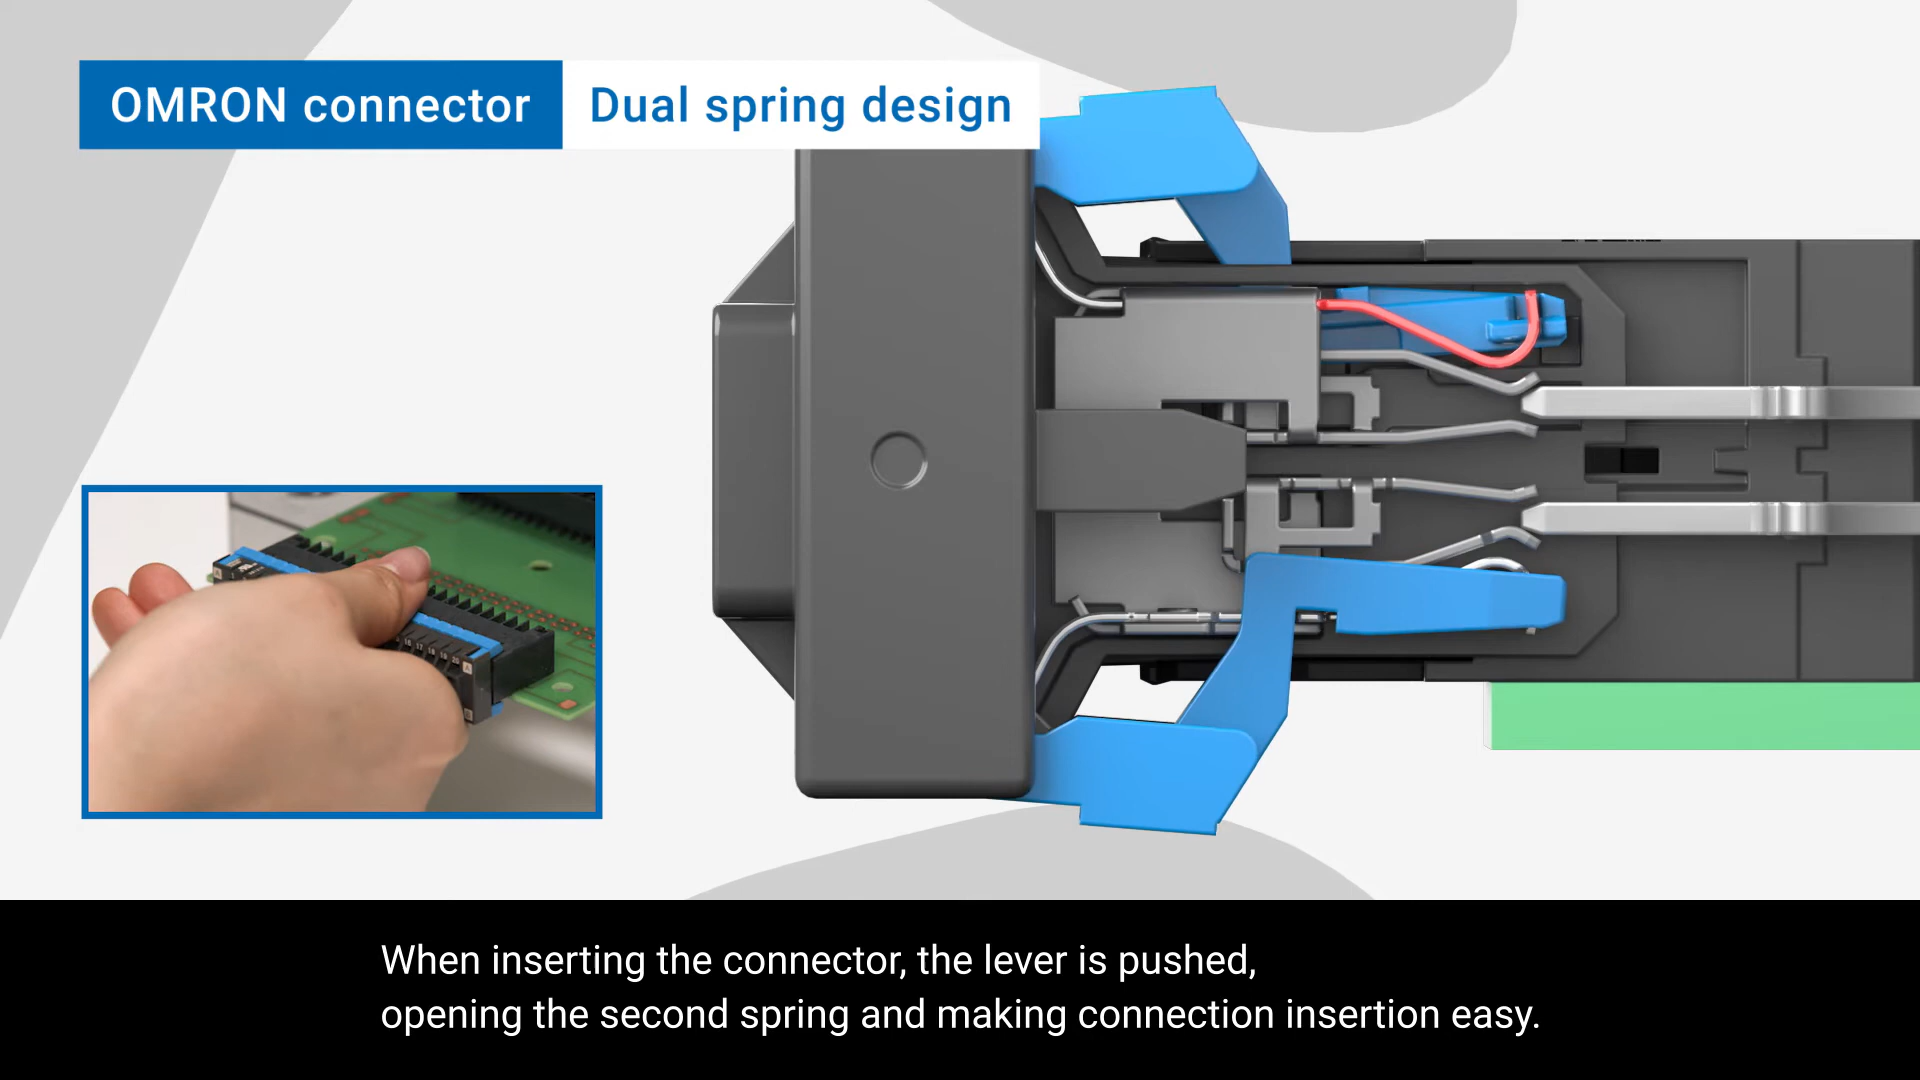 OMRON connector
Dual spring design
When inserting the connector, the lever is pushed,
opening the second spring and making connection insertion easy.